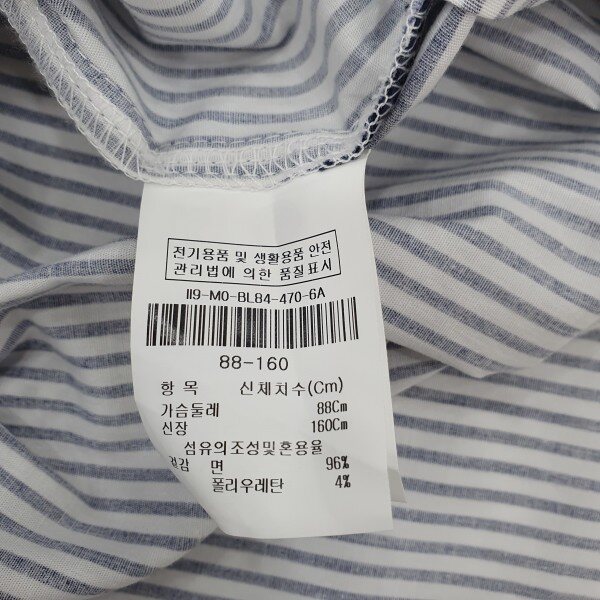 전기용품 및 생활용품 안전
관리법에 의한 품질표시
II9-MO-BL84-470-6A
88-160
항 목 신체치수(Cm)
가슴둘레 88Cm
신장 160Cm
섬유의조성및혼용율
겉감 면 96%
폴리우레탄 4%